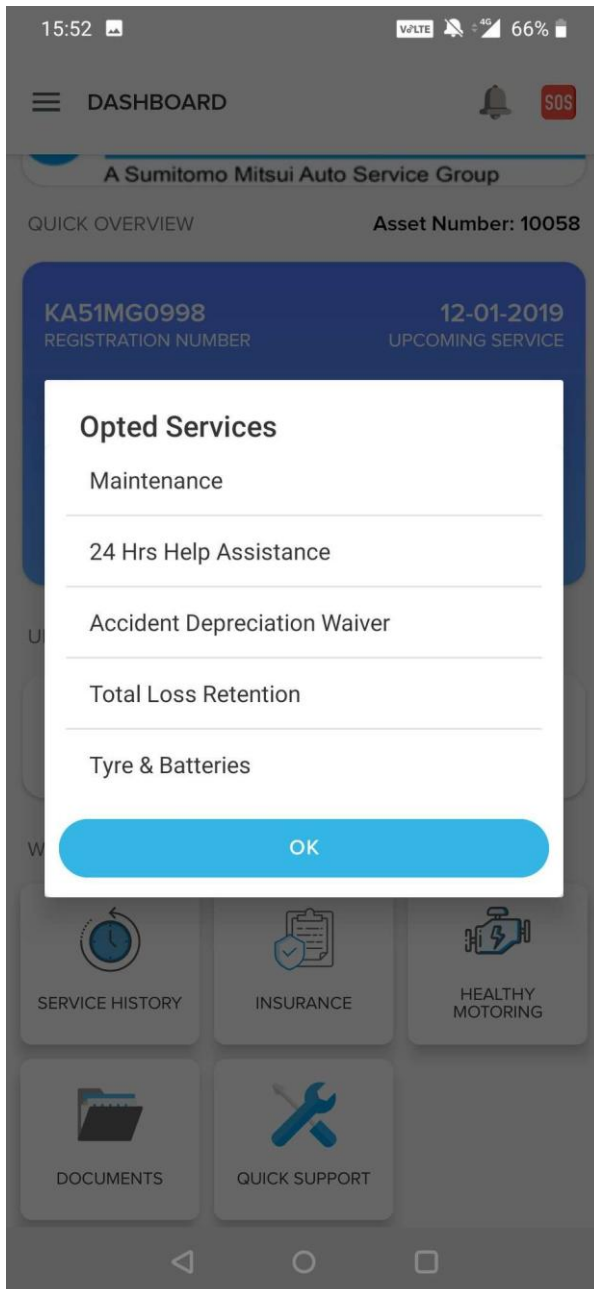 15:52
VoLTE 4G 66%
DASHBOARD
SOS
A Sumitomo Mitsui Auto Service Group
QUICK OVERVIEW Asset Number: 10058
KA51MG0998 12-01-2019
REGISTRATION NUMBER UPCOMING SERVICE
Opted Services
Maintenance
24 Hrs Help Assistance
Accident Depreciation Waiver
Total Loss Retention
Tyre & Batteries
OK
U
W
SERVICE HISTORY INSURANCE HEALTHY
MOTORING
DOCUMENTS QUICK SUPPORT